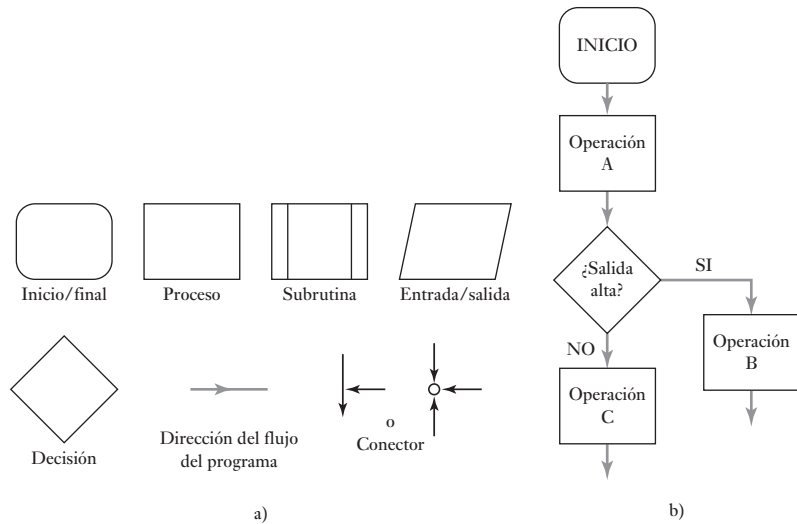 INICIO
Operación
A
Inicio/final
Proceso
Subrutina
Entrada/salida
¿Salida
alta?
SI
NO
Operación
B
Operación
C
Decisión
Dirección del flujo
del programa
o
Conector
a)
b)